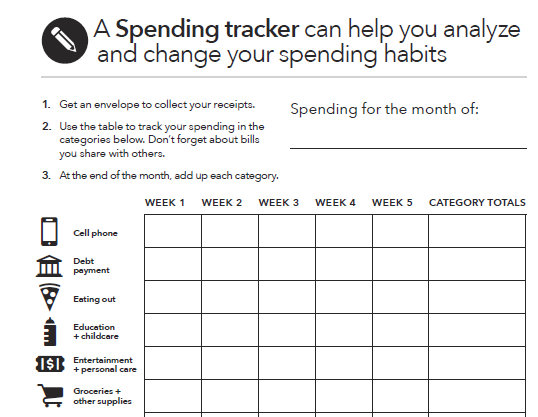 A Spending tracker can help you analyze
and change your spending habits
1. Get an envelope to collect your receipts.
2. Use the table to track your spending in the
categories below. Don't forget about bills
you share with others.
3. At the end of the month, add up each category.
Spending for the month of:
WEEK 1 WEEK 2 WEEK 3 WEEK 4 WEEK 5 CATEGORY TOTALS
Cell phone
Debt
payment
Eating out
Education
+ childcare
$
Entertainment
+ personal care
Groceries +
other supplies